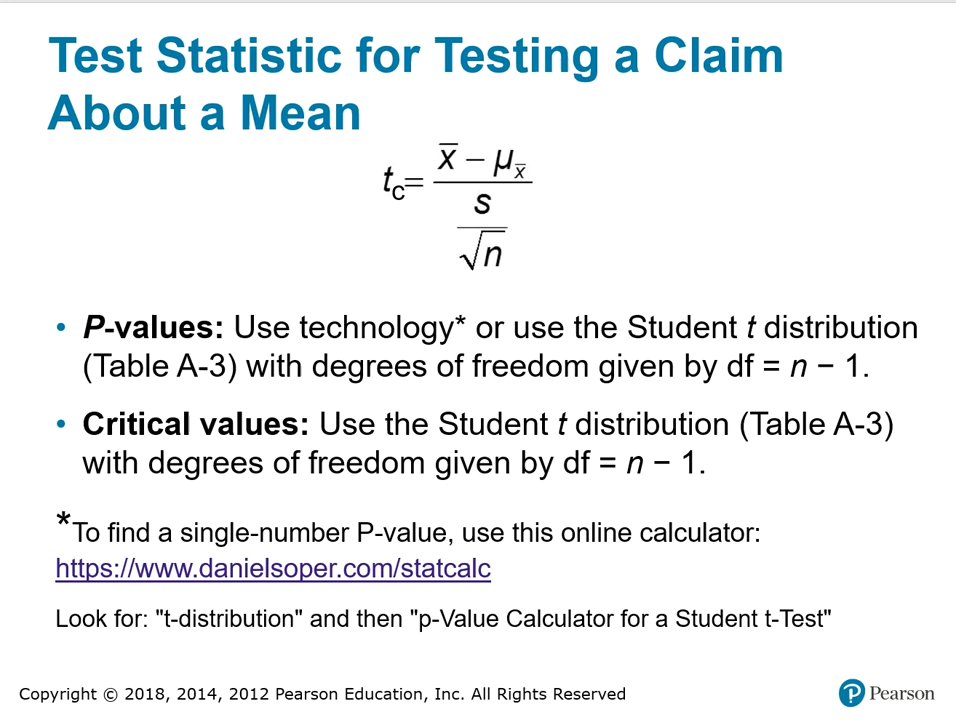 Test Statistic for Testing a Claim
About a Mean
t_c = (x̄ − μ_x̄) / (s / √n)
• P-values: Use technology* or use the Student t distribution
(Table A-3) with degrees of freedom given by df = n − 1.
• Critical values: Use the Student t distribution (Table A-3)
with degrees of freedom given by df = n − 1.
*To find a single-number P-value, use this online calculator:
https://www.danielsoper.com/statcalc
Look for: "t-distribution" and then "p-Value Calculator for a Student t-Test"
Copyright © 2018, 2014, 2012 Pearson Education, Inc. All Rights Reserved
P Pearson